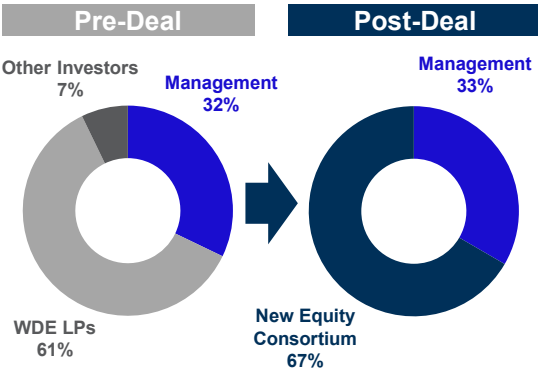 Pre-Deal
Other Investors
7%
Management
32%
WDE LPs
61%
Post-Deal
Management
33%
New Equity
Consortium
67%